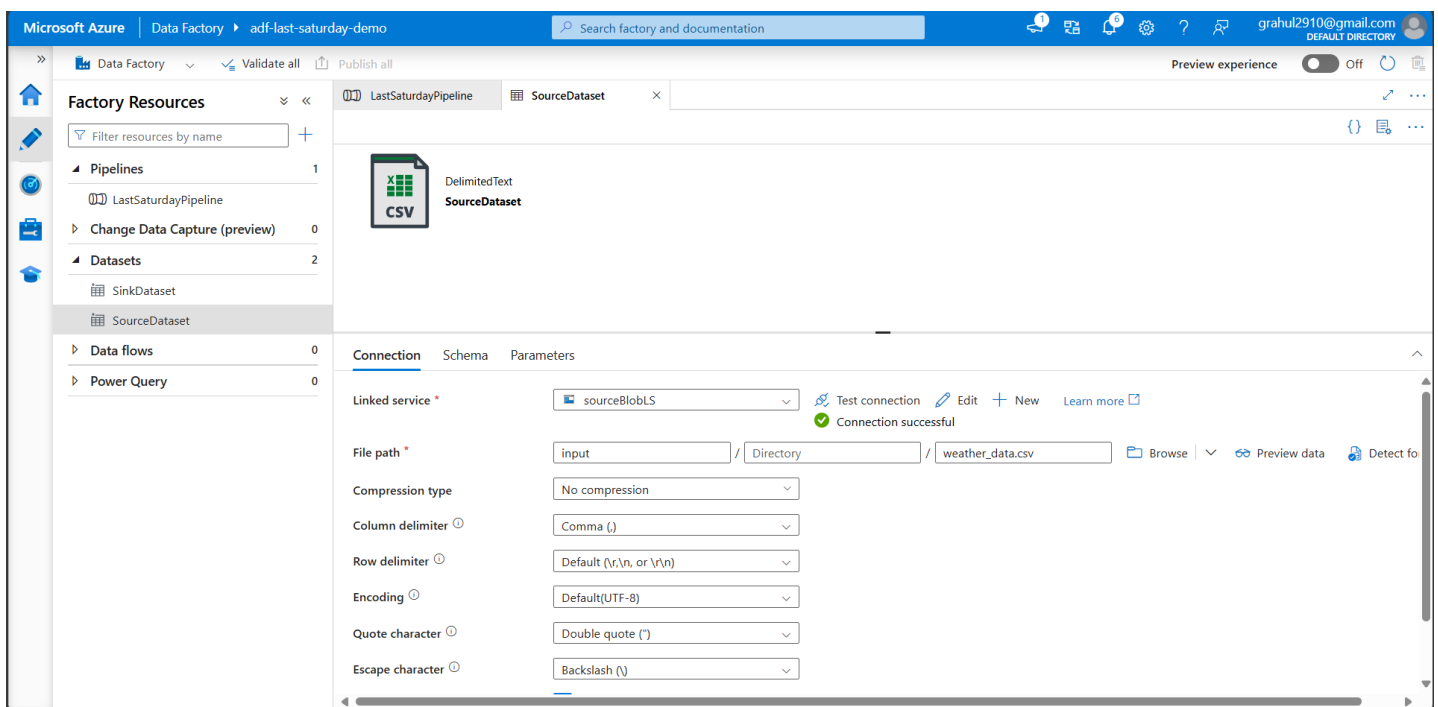 Microsoft Azure Data Factory adf-last-saturday-demo Search factory and documentation 1 6 ? grahul2910@gmail.com
DEFAULT DIRECTORY
Data Factory Validate all Publish all Preview experience Off
Factory Resources
Filter resources by name
Pipelines 1
LastSaturdayPipeline
Change Data Capture (preview) 0
Datasets 2
SinkDataset
SourceDataset
Data flows 0
Power Query 0
LastSaturdayPipeline SourceDataset
{}
CSV
DelimitedText
SourceDataset
Connection Schema Parameters
Linked service * sourceBlobLS Test connection Edit New Learn more
Connection successful
File path * input / Directory / weather_data.csv Browse Preview data Detect fo
Compression type No compression
Column delimiter Comma (,)
Row delimiter Default (\r,\n, or \r\n)
Encoding Default(UTF-8)
Quote character Double quote (")
Escape character Backslash (\)